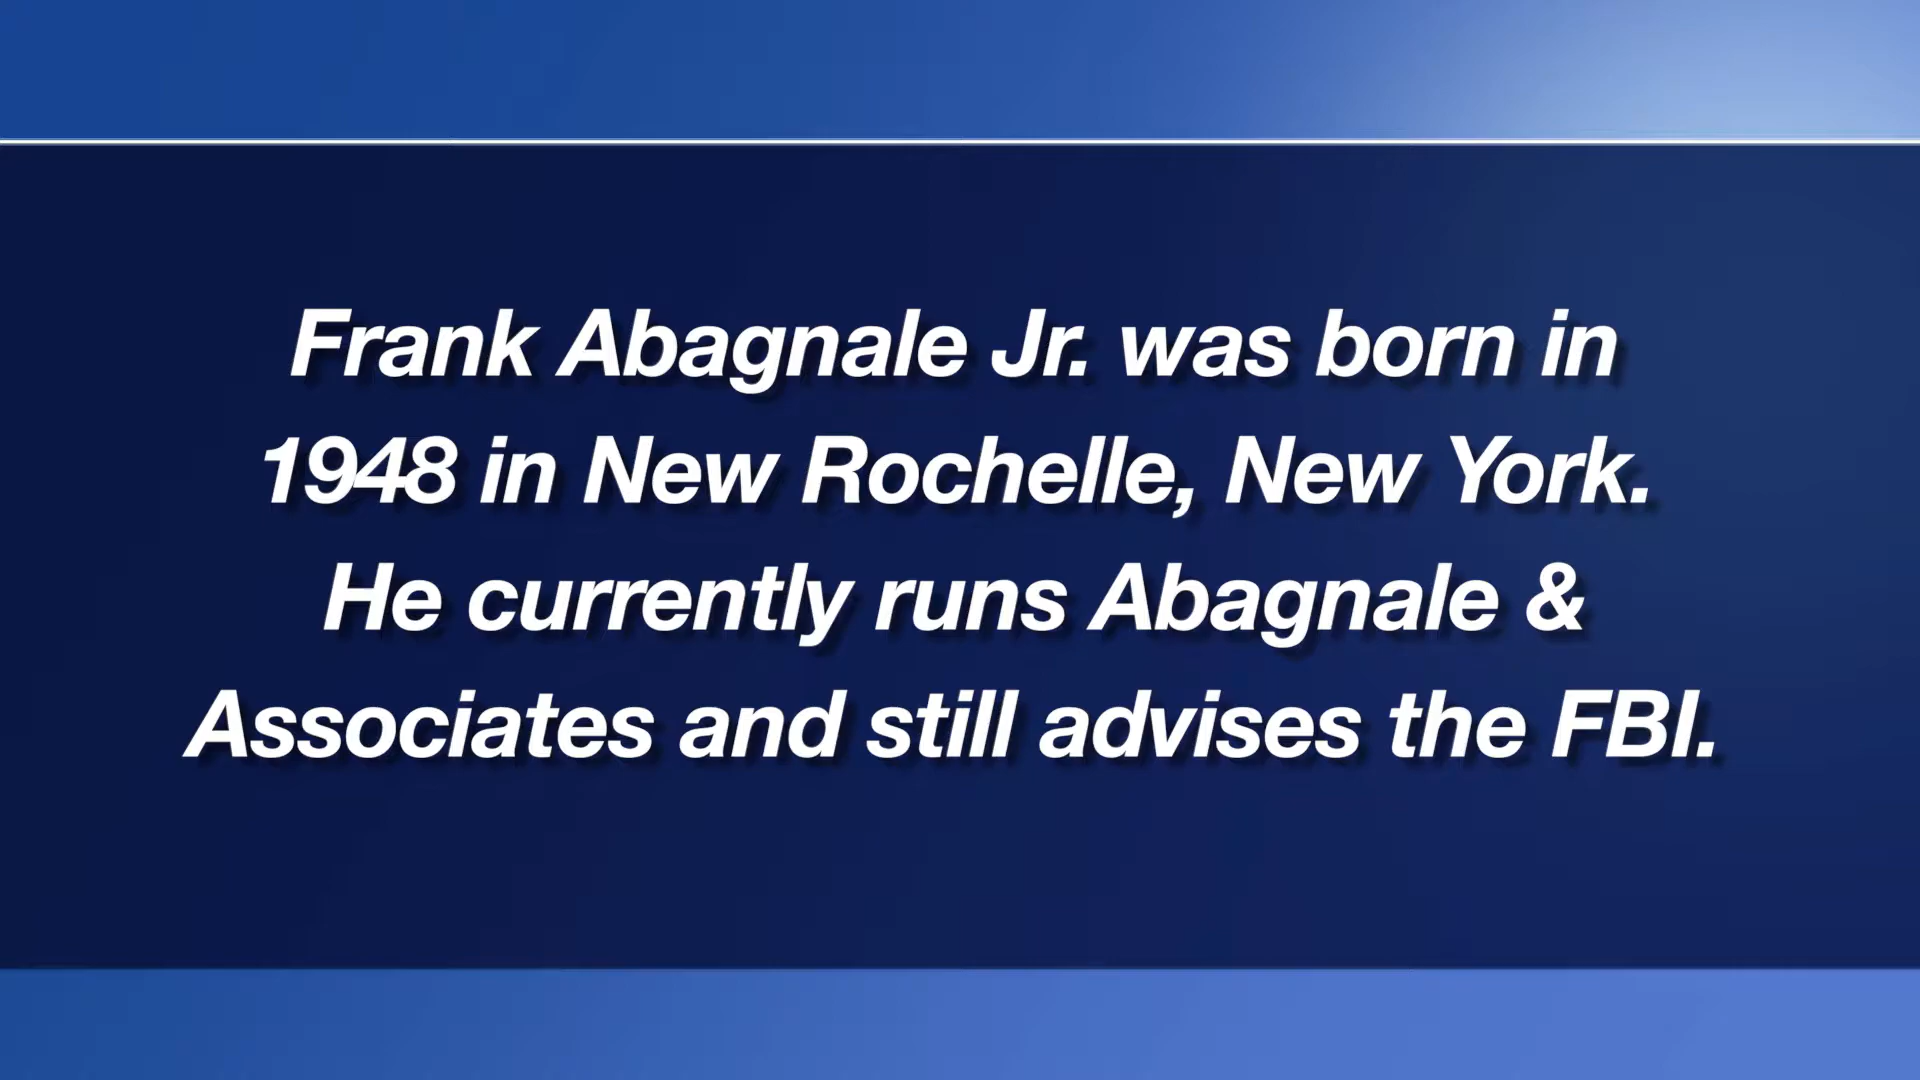 Frank Abagnale Jr. was born in
1948 in New Rochelle, New York.
He currently runs Abagnale &
Associates and still advises the FBI.